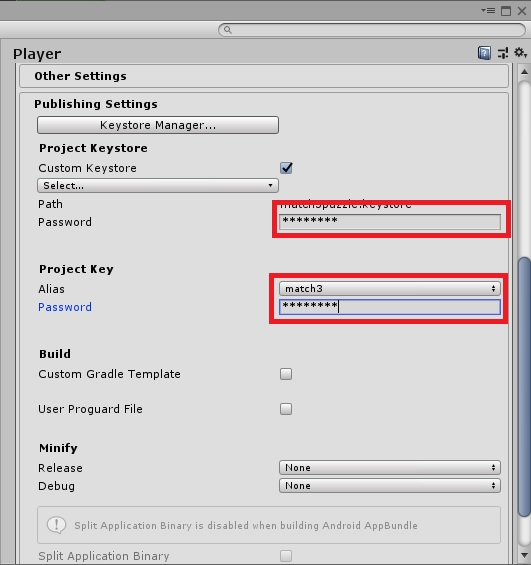 Player
Other Settings
Publishing Settings
Keystore Manager...
Project Keystore
Custom Keystore
Select...
Path match3puzzle.keystore
Password ********
Project Key
Alias match3
Password ********
Build
Custom Gradle Template
User Proguard File
Minify
Release None
Debug None
Split Application Binary is disabled when building Android AppBundle
Split Application Binary